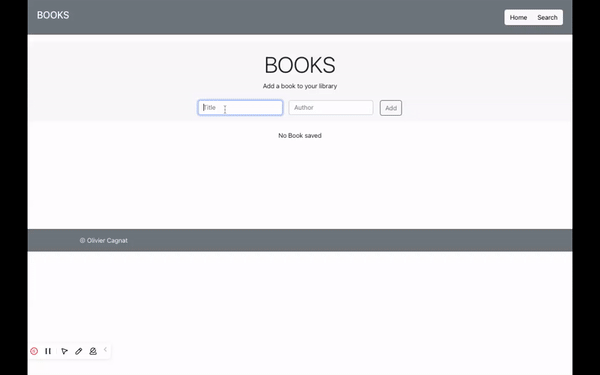 BOOKS
Home Search
BOOKS
Add a book to your library
Title Author Add
No Book saved
© Olivier Cagnat